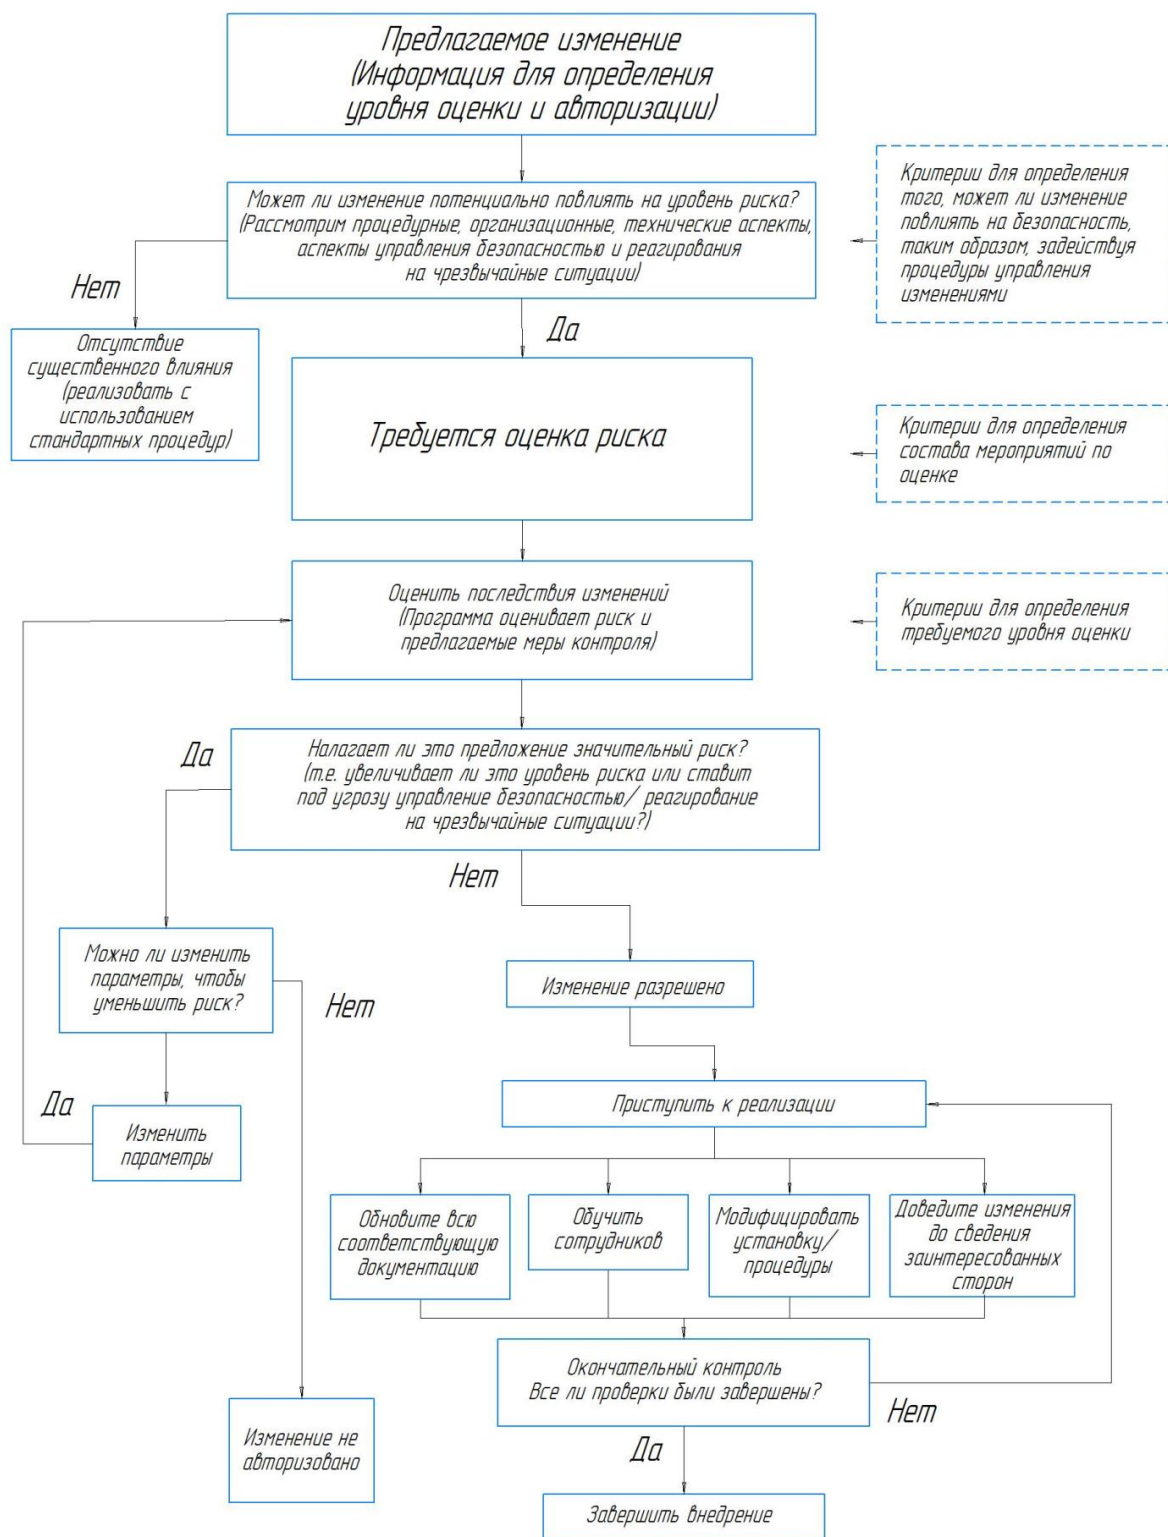 Предлагаемое изменение
(Информация для определения
уровня оценки и авторизации)
Может ли изменение потенциально повлиять на уровень риска?
(Рассмотрим процедурные, организационные, технические аспекты,
аспекты управления безопасностью и реагирования
на чрезвычайные ситуации)
Критерии для определения
того, может ли изменение
повлиять на безопасность,
таким образом, задействуя
процедуры управления
изменениями
Нет
Да
Отсутствие
существенного влияния
(реализовать с
использованием
стандартных процедур)
Требуется оценка риска
Критерии для определения
состава мероприятий по
оценке
Оценить последствия изменений
(Программа оценивает риск и
предлагаемые меры контроля)
Критерии для определения
требуемого уровня оценки
Да
Налагает ли это предложение значительный риск?
(т.е. увеличивает ли это уровень риска или ставит
под угрозу управление безопасностью/ реагирование
на чрезвычайные ситуации?)
Нет
Можно ли изменить
параметры, чтобы
уменьшить риск?
Нет
Изменение разрешено
Да
Изменить
параметры
Приступить к реализации
Обновите всю
соответствующую
документацию
Обучить
сотрудников
Модифицировать
установку/
процедуры
Доведите изменения
до сведения
заинтересованных
сторон
Окончательный контроль
Все ли проверки были завершены?
Нет
Да
Изменение не
авторизовано
Завершить внедрение